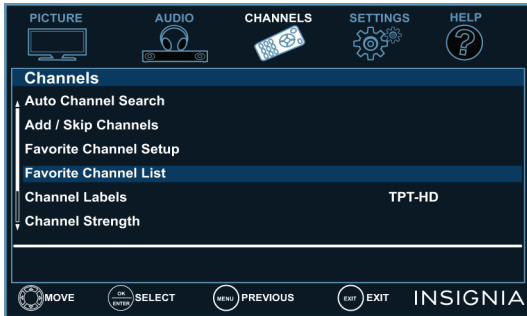 PICTURE AUDIO CHANNELS SETTINGS HELP
Channels
Auto Channel Search
Add / Skip Channels
Favorite Channel Setup
Favorite Channel List
Channel Labels TPT-HD
Channel Strength
MOVE OK ENTER SELECT MENU PREVIOUS EXIT EXIT INSIGNIA